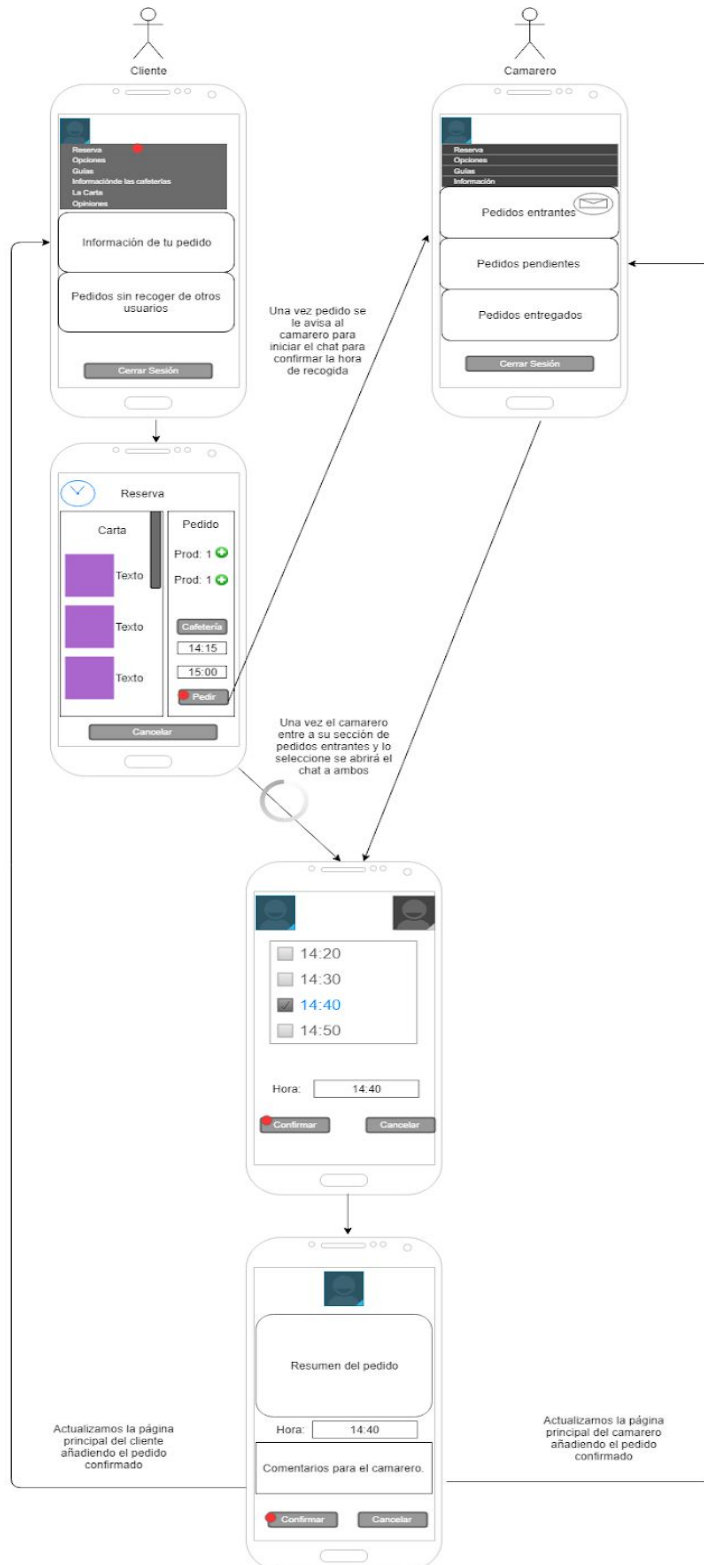 Cliente
Camarero
Reserva
Opciones
Guías
Informaciónde las cafeterías
La Carta
Opiniones
Información de tu pedido
Pedidos sin recoger de otros
usuarios
Cerrar Sesión
Reserva
Opciones
Guías
Información
Pedidos entrantes
Pedidos pendientes
Pedidos entregados
Cerrar Sesión
Una vez pedido se
le avisa al
camarero para
iniciar el chat para
confirmar la hora
de recogida
Reserva
Carta
Texto
Texto
Texto
Pedido
Prod: 1
Prod: 1
Cafetería
14:15
15:00
Pedir
Cancelar
Una vez el camarero
entre a su sección de
pedidos entrantes y lo
seleccione se abrirá el
chat a ambos
14:20
14:30
14:40
14:50
Hora: 14:40
Confirmar Cancelar
Resumen del pedido
Hora: 14:40
Comentarios para el camarero.
Confirmar Cancelar
Actualizamos la página
principal del cliente
añadiendo el pedido
confirmado
Actualizamos la página
principal del camarero
añadiendo el pedido
confirmado